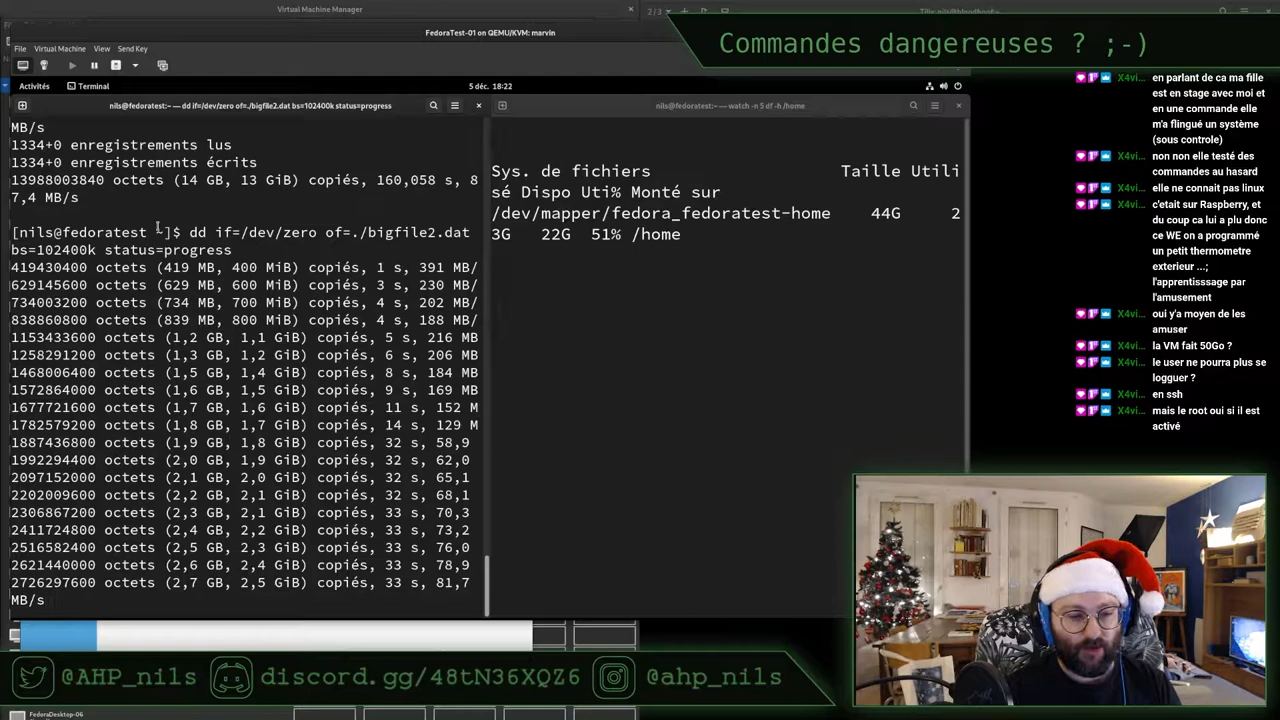 Virtual Machine Manager
2/3
FedoraTest-01 on QEMU/KVM: marvin
File Virtual Machine View Send Key
Activités Terminal 5 déc. 18:22
nils@fedoratest:~ — dd if=/dev/zero of=./bigfile2.dat bs=102400k status=progress
MB/s
1334+0 enregistrements lus
1334+0 enregistrements écrits
13988003840 octets (14 GB, 13 GiB) copiés, 160,058 s, 8
7,4 MB/s
[nils@fedoratest ~]$ dd if=/dev/zero of=./bigfile2.dat
bs=102400k status=progress
419430400 octets (419 MB, 400 MiB) copiés, 1 s, 391 MB/
629145600 octets (629 MB, 600 MiB) copiés, 3 s, 230 MB/
734003200 octets (734 MB, 700 MiB) copiés, 4 s, 202 MB/
838860800 octets (839 MB, 800 MiB) copiés, 4 s, 188 MB/
1153433600 octets (1,2 GB, 1,1 GiB) copiés, 5 s, 216 MB
1258291200 octets (1,3 GB, 1,2 GiB) copiés, 6 s, 206 MB
1468006400 octets (1,5 GB, 1,4 GiB) copiés, 8 s, 184 MB
1572864000 octets (1,6 GB, 1,5 GiB) copiés, 9 s, 169 MB
1677721600 octets (1,7 GB, 1,6 GiB) copiés, 11 s, 152 M
1782579200 octets (1,8 GB, 1,7 GiB) copiés, 14 s, 129 M
1887436800 octets (1,9 GB, 1,8 GiB) copiés, 32 s, 58,9
1992294400 octets (2,0 GB, 1,9 GiB) copiés, 32 s, 62,0
2097152000 octets (2,1 GB, 2,0 GiB) copiés, 32 s, 65,1
2202009600 octets (2,2 GB, 2,1 GiB) copiés, 32 s, 68,1
2306867200 octets (2,3 GB, 2,1 GiB) copiés, 33 s, 70,3
2411724800 octets (2,4 GB, 2,2 GiB) copiés, 33 s, 73,2
2516582400 octets (2,5 GB, 2,3 GiB) copiés, 33 s, 76,0
2621440000 octets (2,6 GB, 2,4 GiB) copiés, 33 s, 78,9
2726297600 octets (2,7 GB, 2,5 GiB) copiés, 33 s, 81,7
MB/s
nils@fedoratest:~ — watch -n 5 df -h /home
Sys. de fichiers Taille Utili
sé Dispo Uti% Monté sur
/dev/mapper/fedora_fedoratest-home 44G 2
3G 22G 51% /home
Commandes dangereuses ? ;-)
X4vi... en parlant de ca ma fille
est en stage avec moi et
en une commande elle
m'a flingué un système
(sous controle)
X4vi... non non elle testé des
commandes au hasard
X4vi... elle ne connait pas linux
X4vi... c'etait sur Raspberry, et
du coup ca lui a plu donc
ce WE on a programmé
un petit thermometre
exterieur ...;
l'apprentisssage par
l'amusement
X4vi... oui y'a moyen de les
amuser
X4vi... la VM fait 50Go ?
X4vi... le user ne pourra plus se
logguer ?
X4vi... en ssh
X4vi... mais le root oui si il est
activé
@AHP_nils discord.gg/48tN36XQZ6 @ahp_nils
FedoraDesktop-06